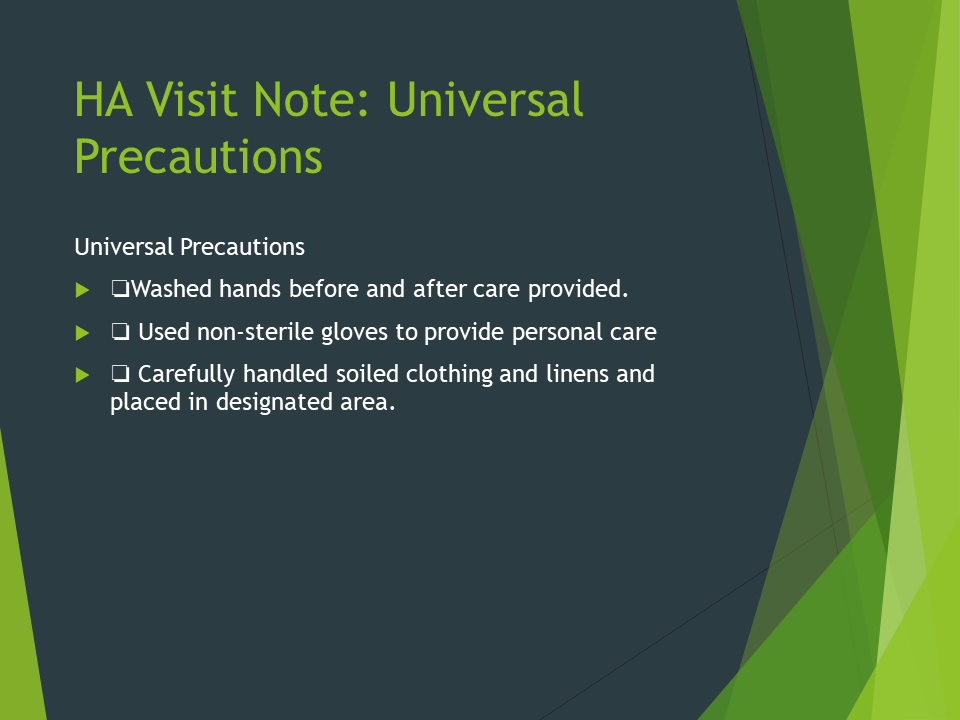 HA Visit Note: Universal
Precautions
Universal Precautions
❑Washed hands before and after care provided.
❑ Used non-sterile gloves to provide personal care
❑ Carefully handled soiled clothing and linens and
placed in designated area.